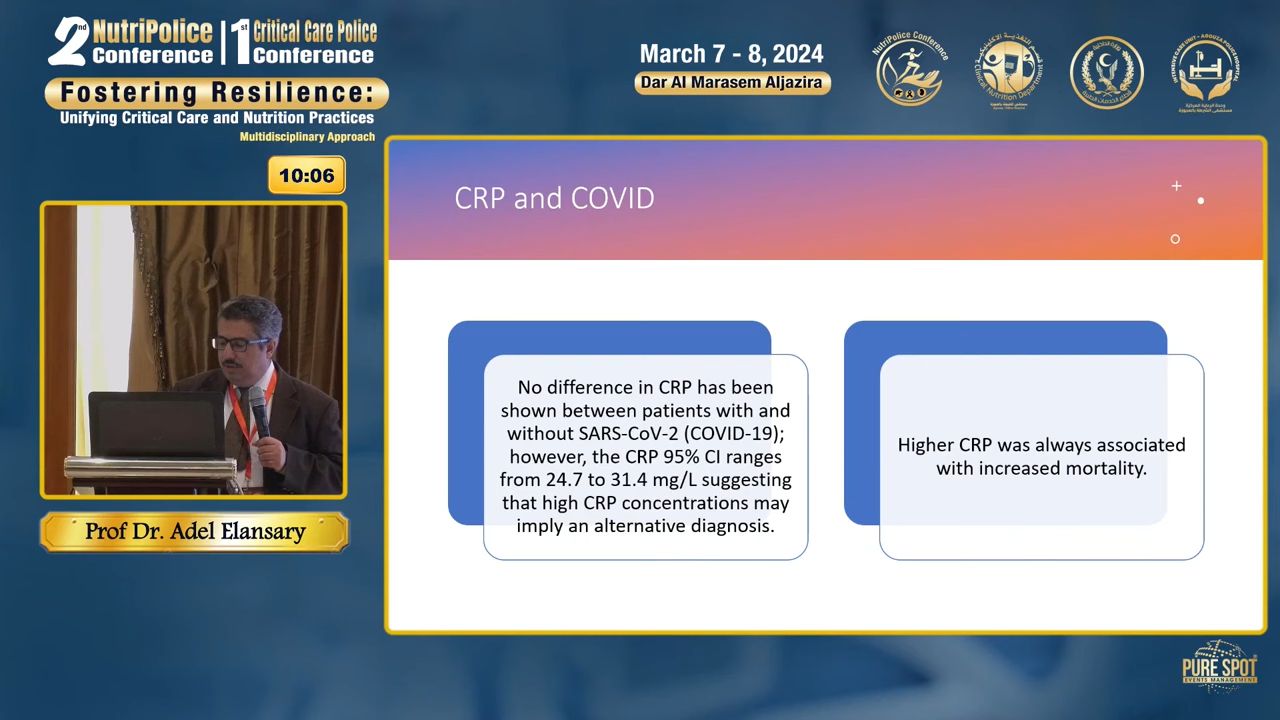 2nd NutriPolice Conference
1st Critical Care Police Conference
Fostering Resilience:
Unifying Critical Care and Nutrition Practices
Multidisciplinary Approach
March 7 - 8, 2024
Dar Al Marasem Aljazira
NutriPolice Conference
10:06
CRP and COVID
No difference in CRP has been
shown between patients with and
without SARS-CoV-2 (COVID-19);
however, the CRP 95% CI ranges
from 24.7 to 31.4 mg/L suggesting
that high CRP concentrations may
imply an alternative diagnosis.
Higher CRP was always associated
with increased mortality.
Prof Dr. Adel Elansary
PURE SPOT
EVENTS MANAGEMENT